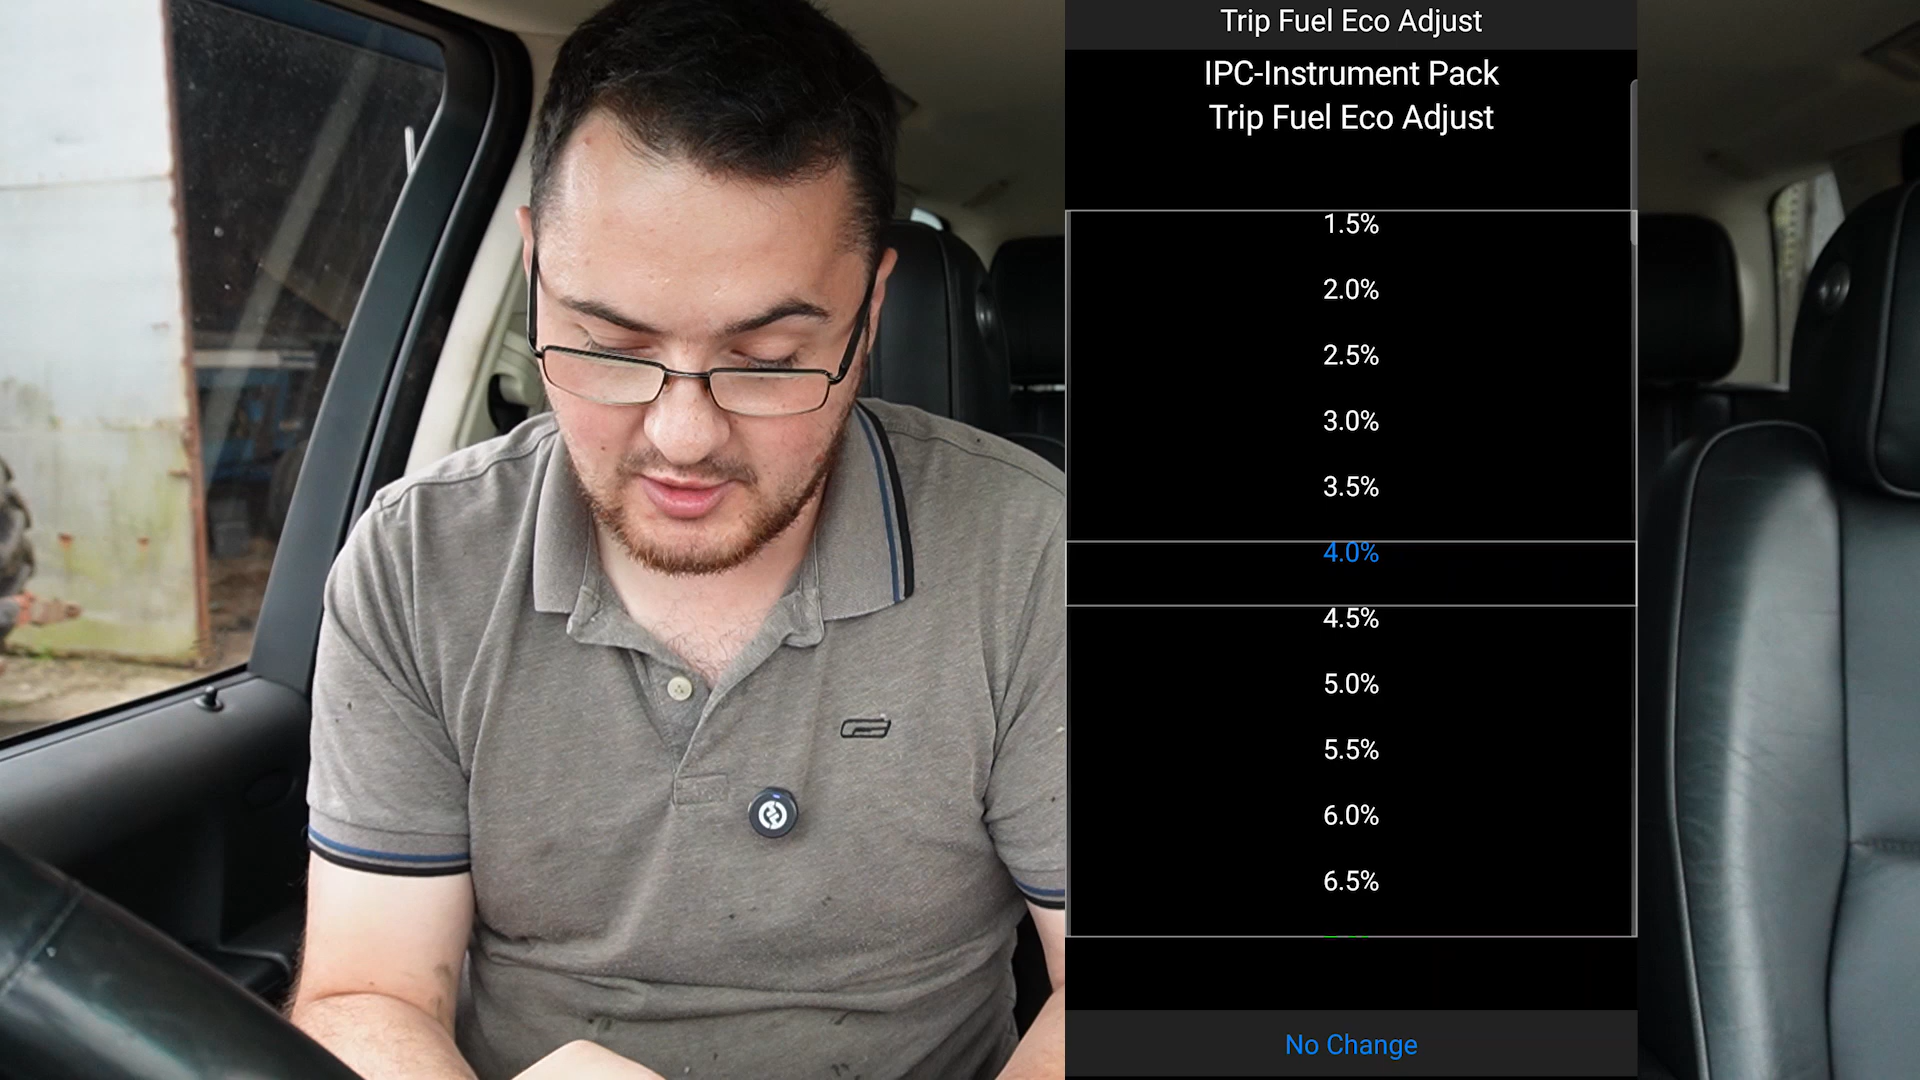 Trip Fuel Eco Adjust
IPC-Instrument Pack
Trip Fuel Eco Adjust
1.5%
2.0%
2.5%
3.0%
3.5%
4.0%
4.5%
5.0%
5.5%
6.0%
6.5%
No Change